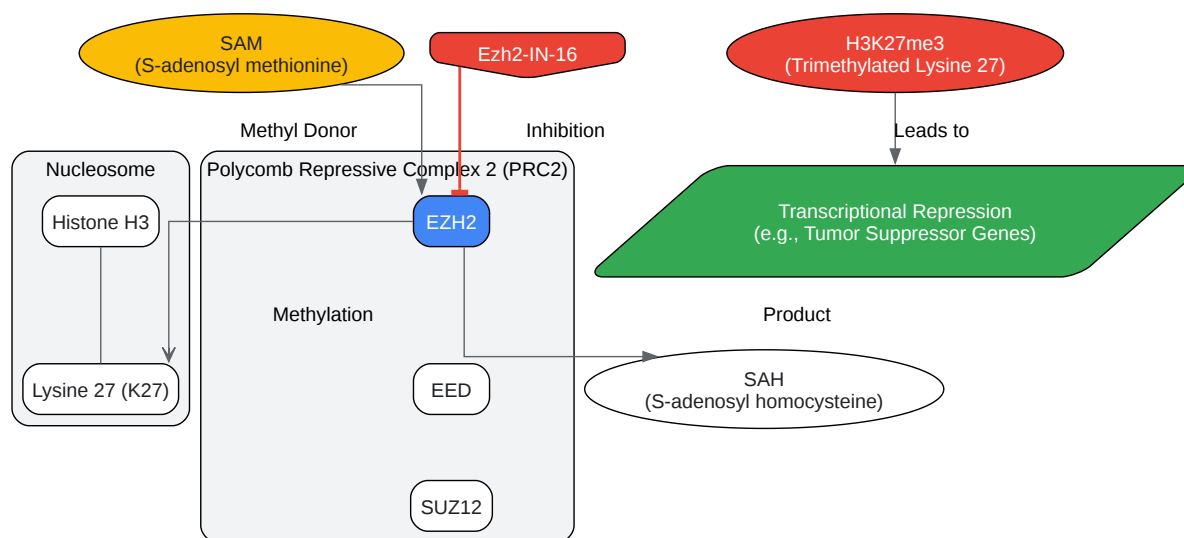 SAM
(S-adenosyl methionine)
Ezh2-IN-16
H3K27me3
(Trimethylated Lysine 27)
Methyl Donor
Inhibition
Leads to
Nucleosome
Polycomb Repressive Complex 2 (PRC2)
Histone H3
EZH2
Transcriptional Repression
(e.g., Tumor Suppressor Genes)
Methylation
Product
Lysine 27 (K27)
EED
SAH
(S-adenosyl homocysteine)
SUZ12